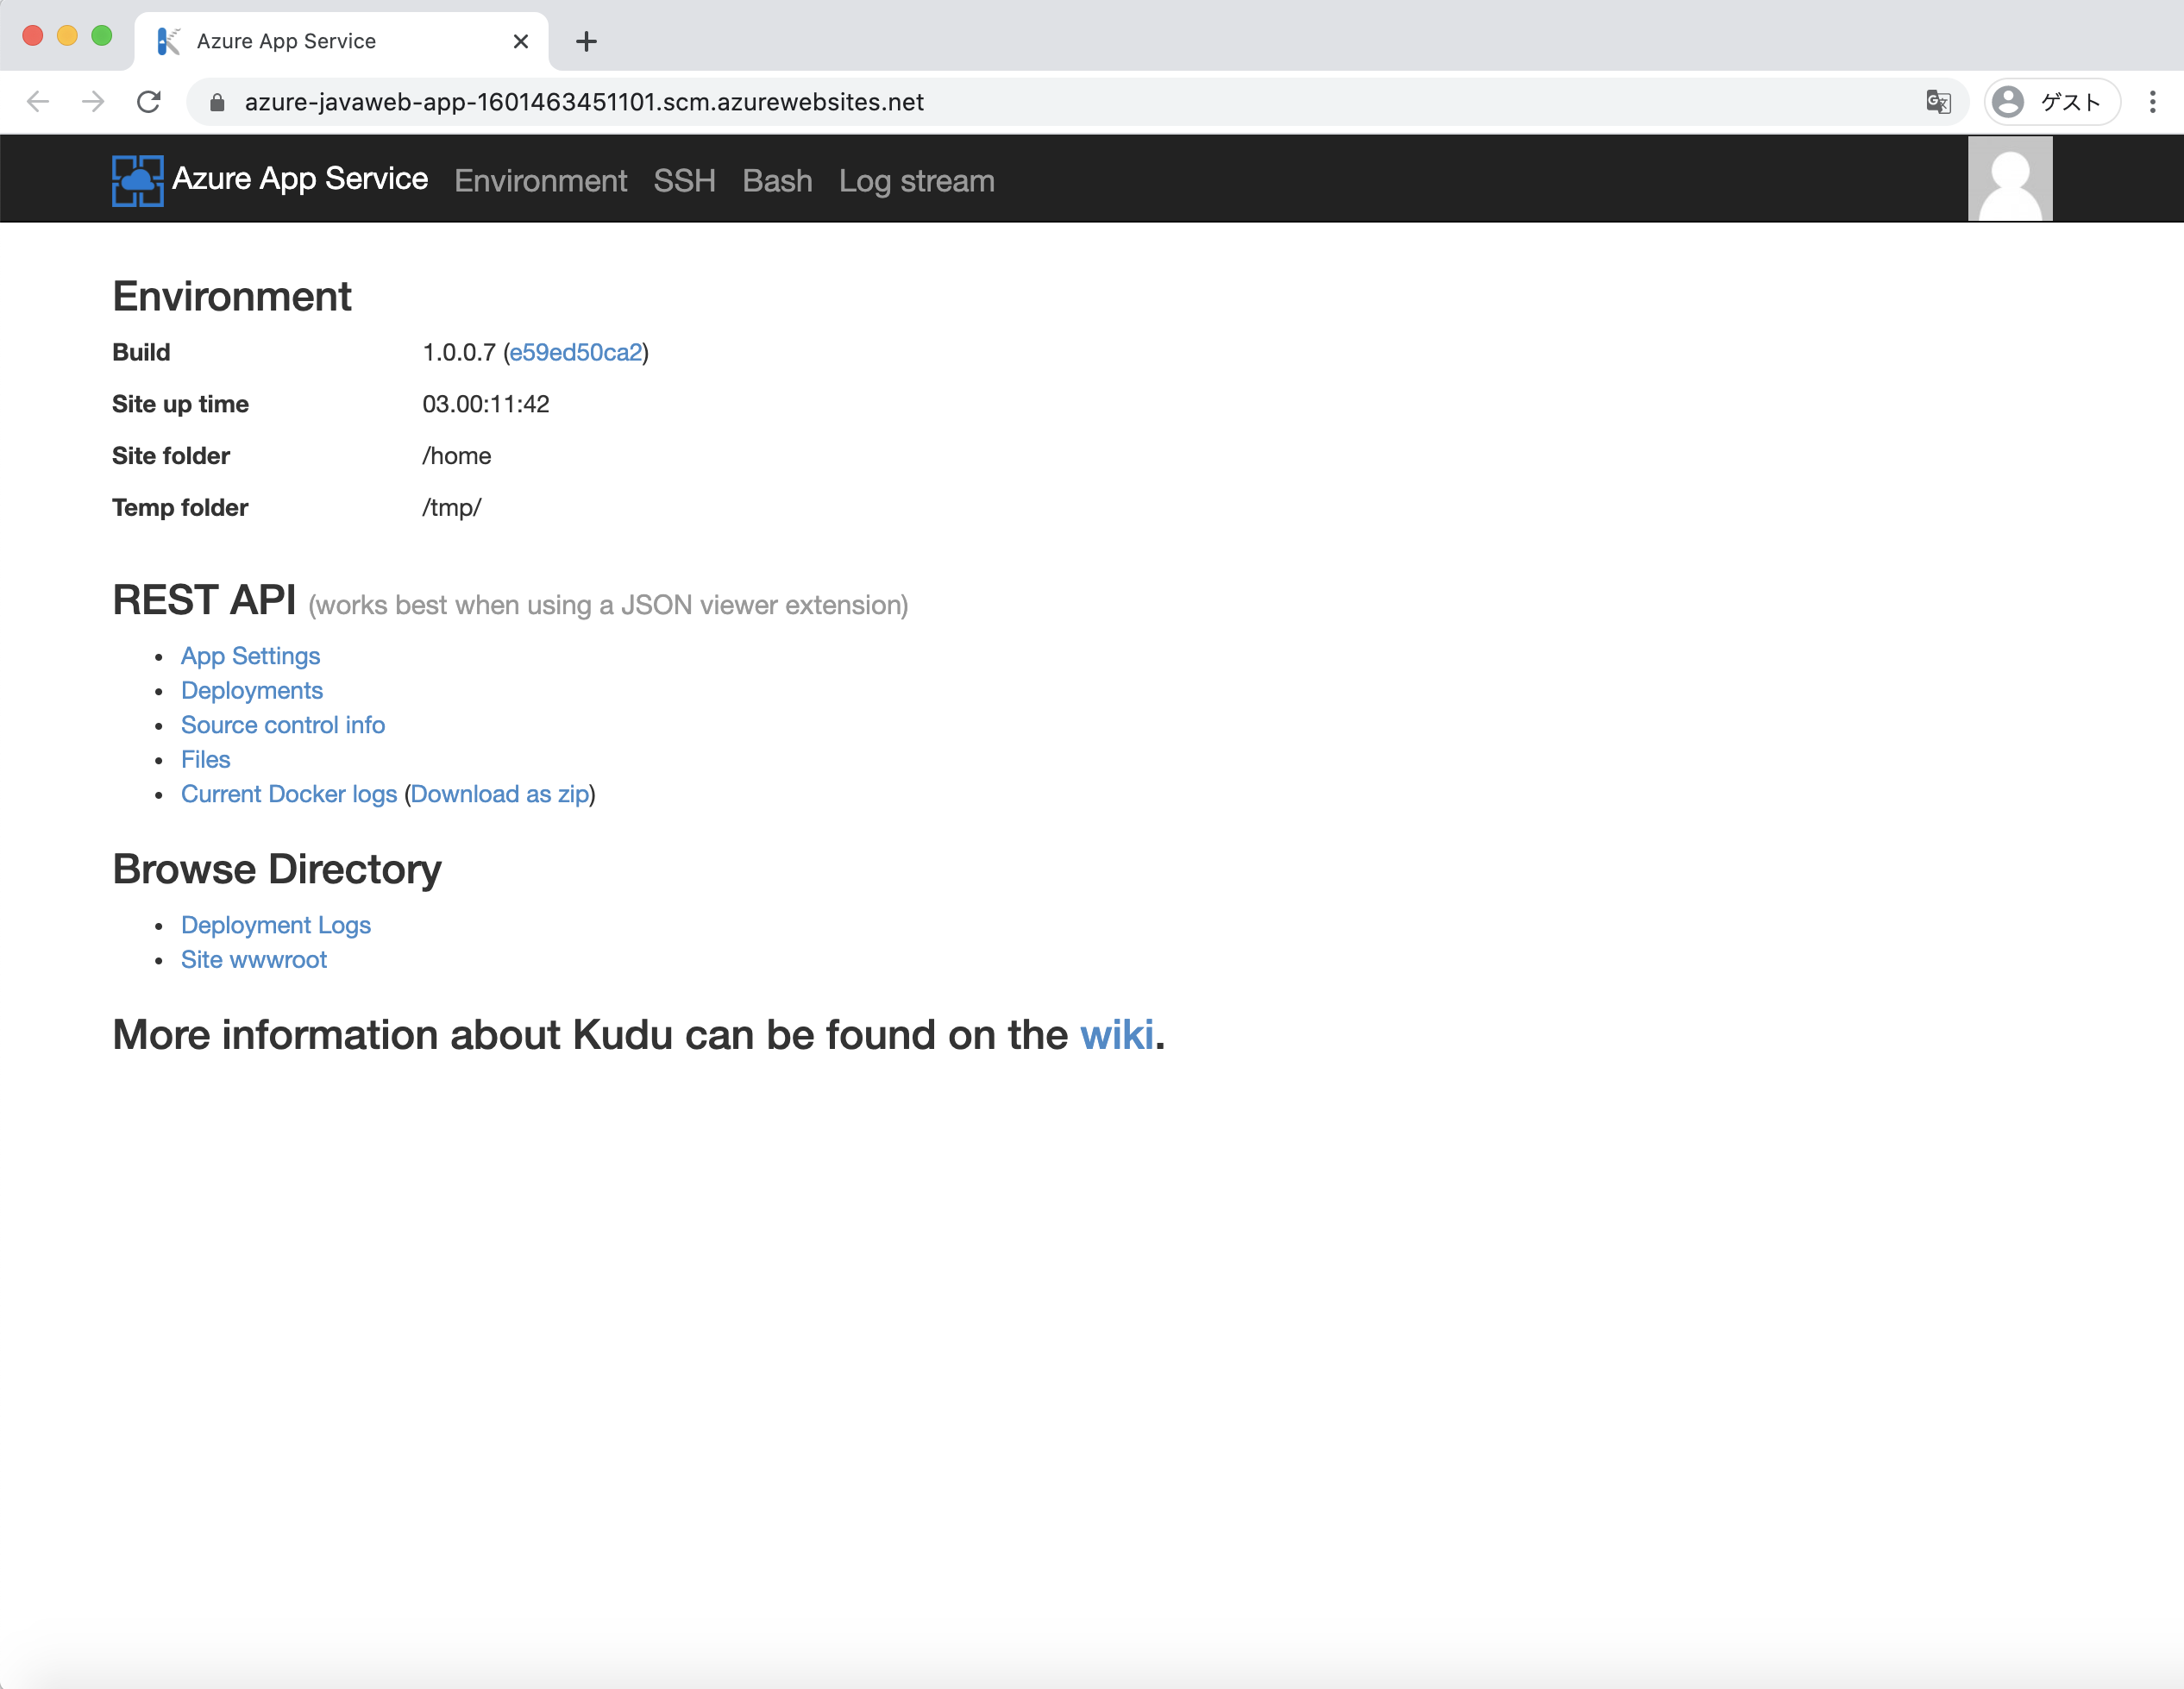 Azure App Service
azure-javaweb-app-1601463451101.scm.azurewebsites.net
ゲスト
Azure App Service Environment SSH Bash Log stream
Environment
Build 1.0.0.7 (e59ed50ca2)
Site up time 03.00:11:42
Site folder /home
Temp folder /tmp/
REST API (works best when using a JSON viewer extension)
• App Settings
• Deployments
• Source control info
• Files
• Current Docker logs (Download as zip)
Browse Directory
• Deployment Logs
• Site wwwroot
More information about Kudu can be found on the wiki.